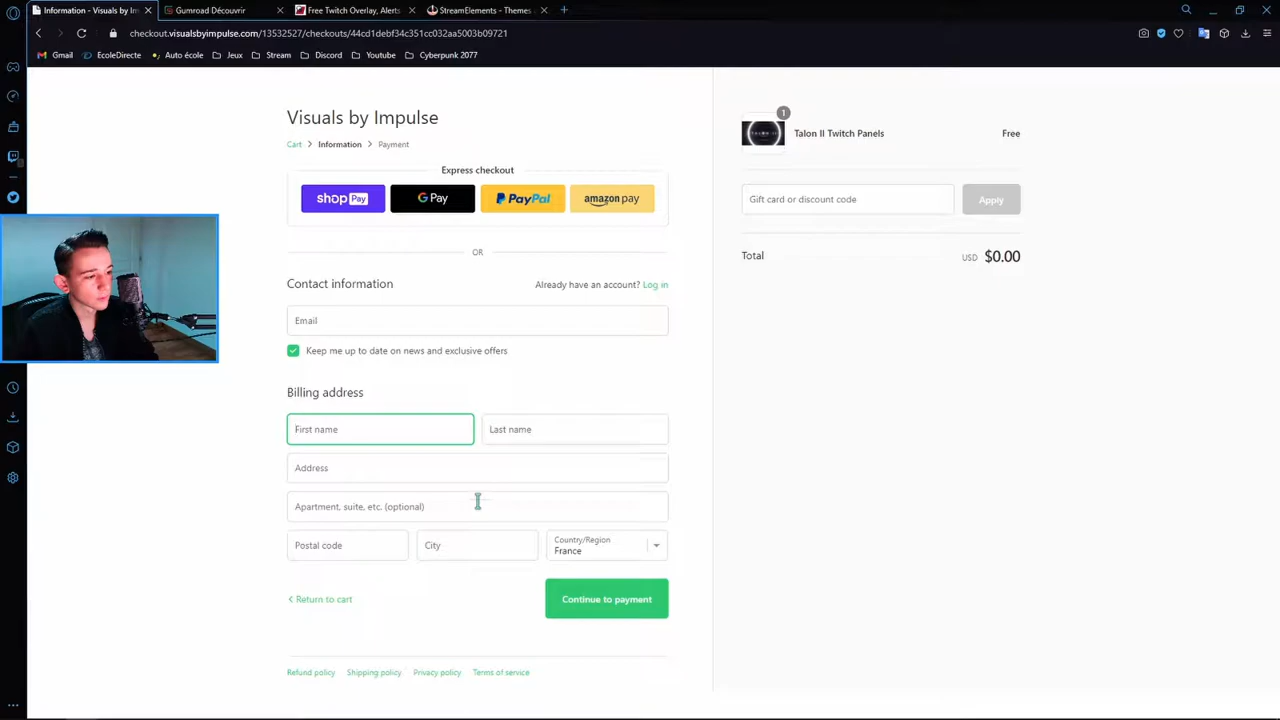 Information - Visuals by Im
Gumroad Découvrir
Free Twitch Overlay, Alerts
StreamElements - Themes
checkout.visualsbyimpulse.com/13532527/checkouts/44cd1debf34c351cc032aa5003b09721
Gmail
EcoleDirecte
Auto école
Jeux
Stream
Discord
Youtube
Cyberpunk 2077
Visuals by Impulse
Cart > Information > Payment
Express checkout
shop Pay
G Pay
PayPal
amazon pay
OR
Contact information
Already have an account? Log in
Email
Keep me up to date on news and exclusive offers
Billing address
First name
Last name
Address
Apartment, suite, etc. (optional)
Postal code
City
Country/Region
France
Return to cart
Continue to payment
Refund policy
Shipping policy
Privacy policy
Terms of service
1
Talon II Twitch Panels
Free
Gift card or discount code
Apply
Total
USD $0.00